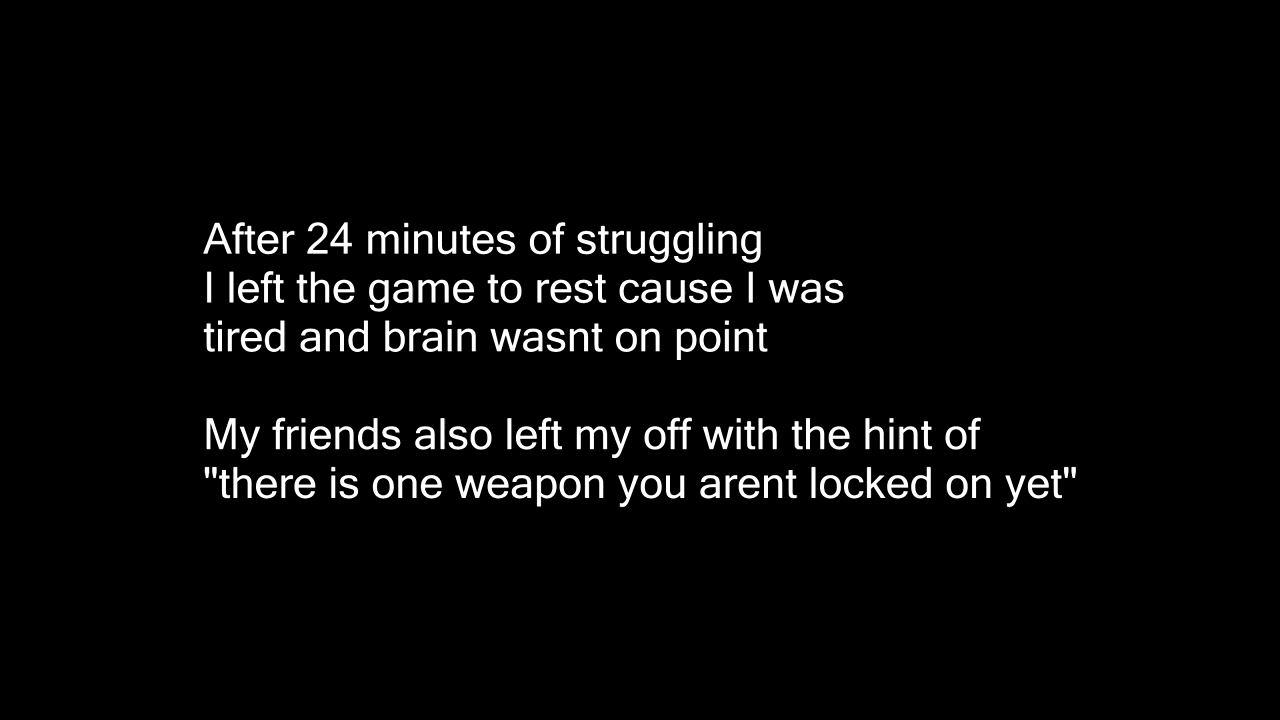 After 24 minutes of struggling
I left the game to rest cause I was
tired and brain wasnt on point
My friends also left my off with the hint of
"there is one weapon you arent locked on yet"